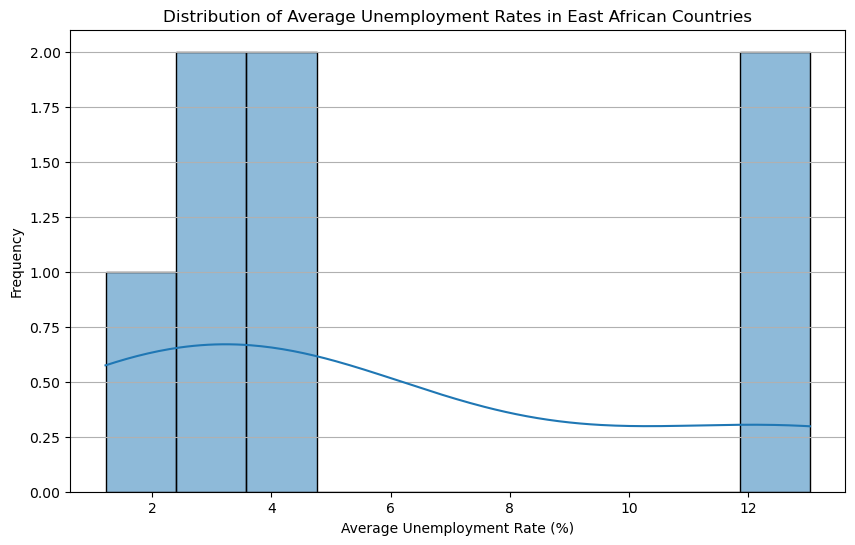 Distribution of Average Unemployment Rates in East African Countries
Frequency
2.00
1.75
1.50
1.25
1.00
0.75
0.50
0.25
0.00
2 4 6 8 10 12
Average Unemployment Rate (%)